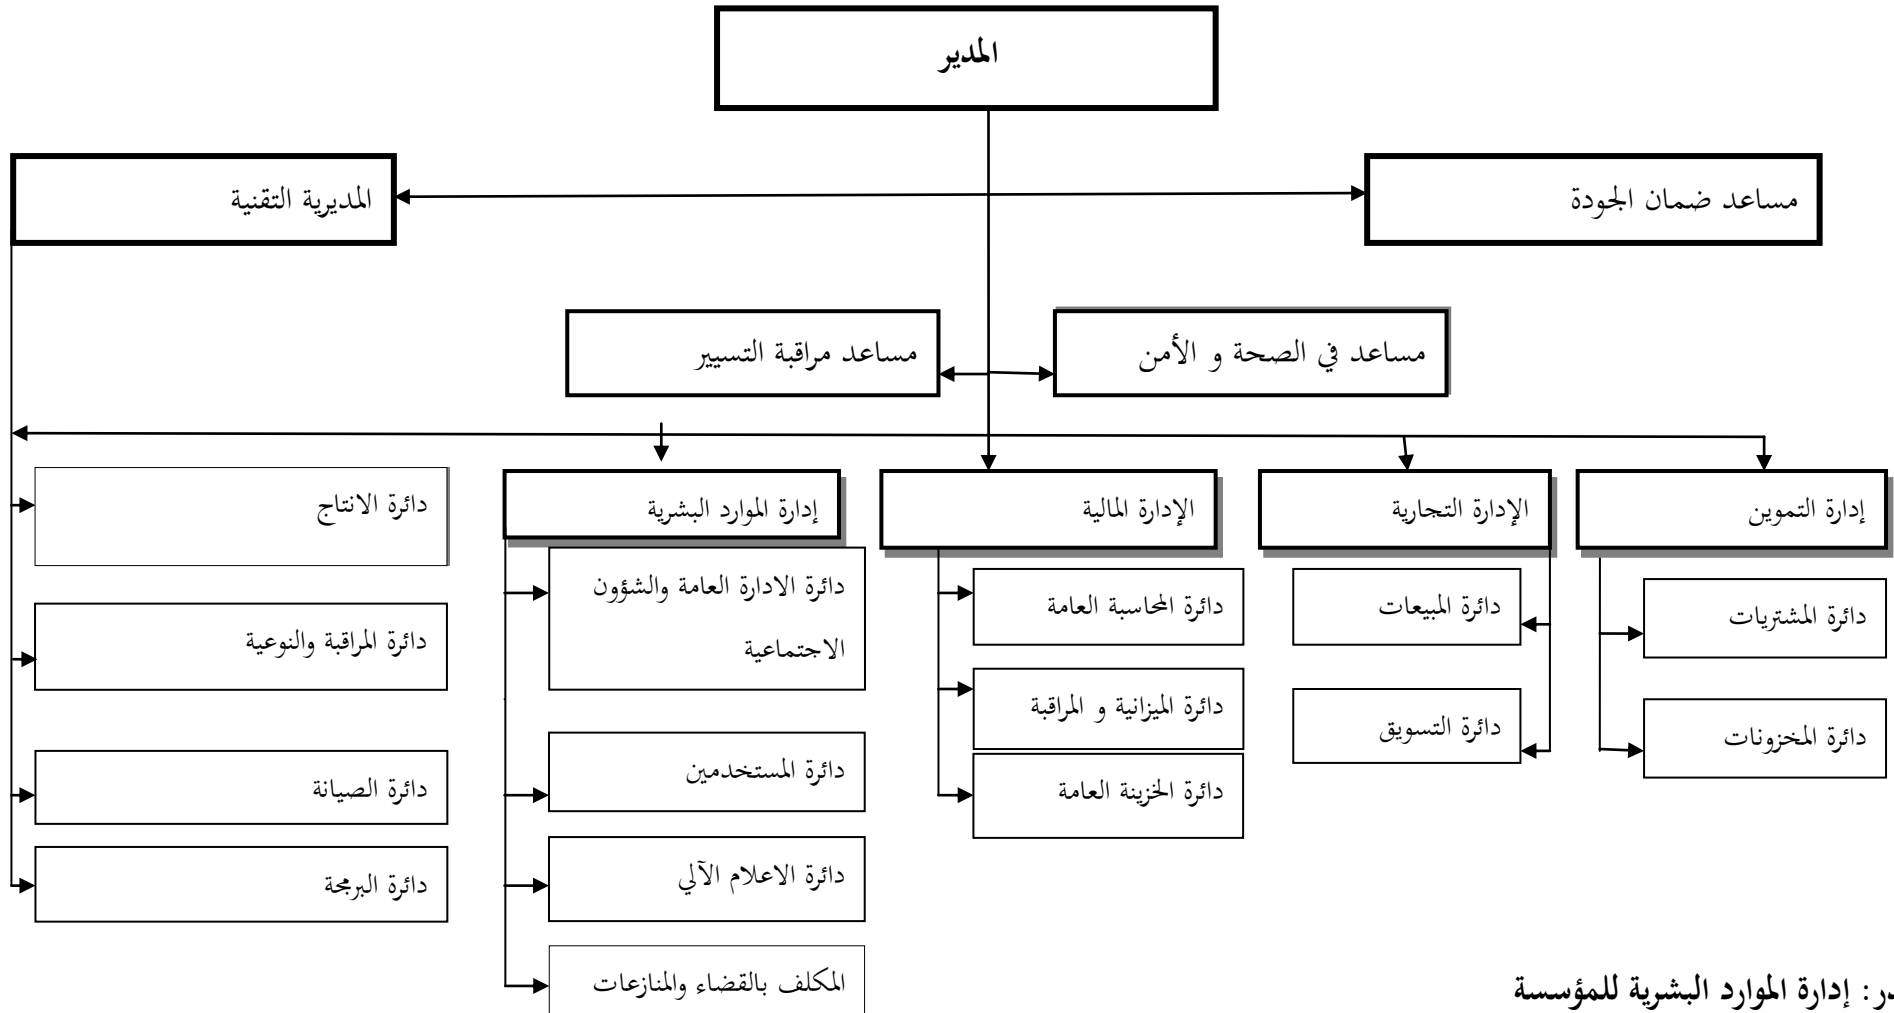 المدير
مساعد ضمان الجودة
المديرية التقنية
مساعد في الصحة و الأمن
مساعد مراقبة التسيير
إدارة التموين
الإدارة التجارية
الإدارة المالية
إدارة الموارد البشرية
دائرة المشتريات
دائرة المخزونات
دائرة المبيعات
دائرة التسويق
دائرة المحاسبة العامة
دائرة الميزانية و المراقبة
دائرة الخزينة العامة
دائرة الادارة العامة والشؤون
الاجتماعية
دائرة المستخدمين
دائرة الاعلام الآلي
المكلف بالقضاء والمنازعات
دائرة الانتاج
دائرة المراقبة والنوعية
دائرة الصيانة
دائرة البرمجة
: إدارة الموارد البشرية للمؤسسة